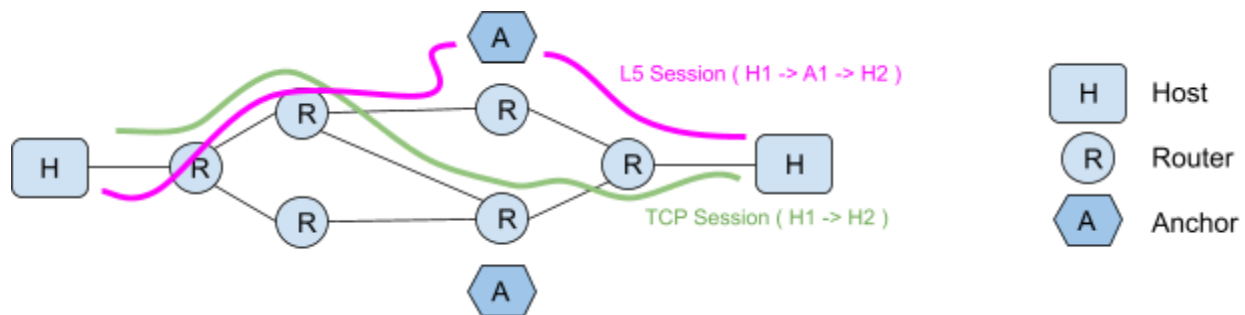 A
L5 Session ( H1 -> A1 -> H2 )
H Host
R R
H R R H
R Router
R R
TCP Session ( H1 -> H2 )
A Anchor
A